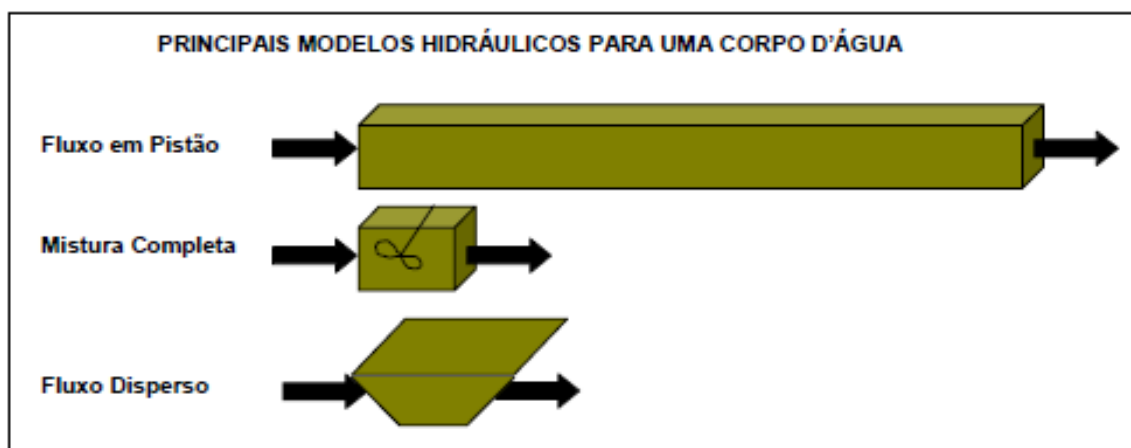 PRINCIPAIS MODELOS HIDRÁULICOS PARA UMA CORPO D'ÁGUA
Fluxo em Pistão
Mistura Completa
Fluxo Disperso